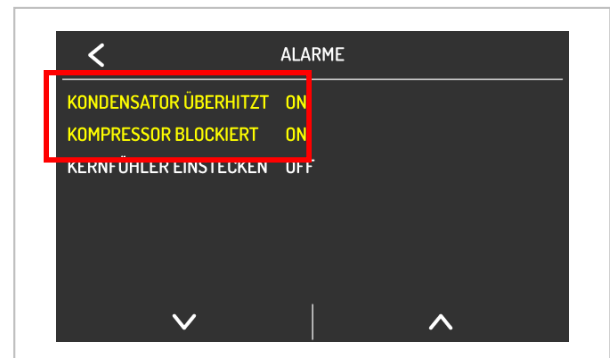 ALARME
KONDENSATOR ÜBERHITZT ON
KOMPRESSOR BLOCKIERT ON
KERNFÜHLER EINSTECKEN OFF